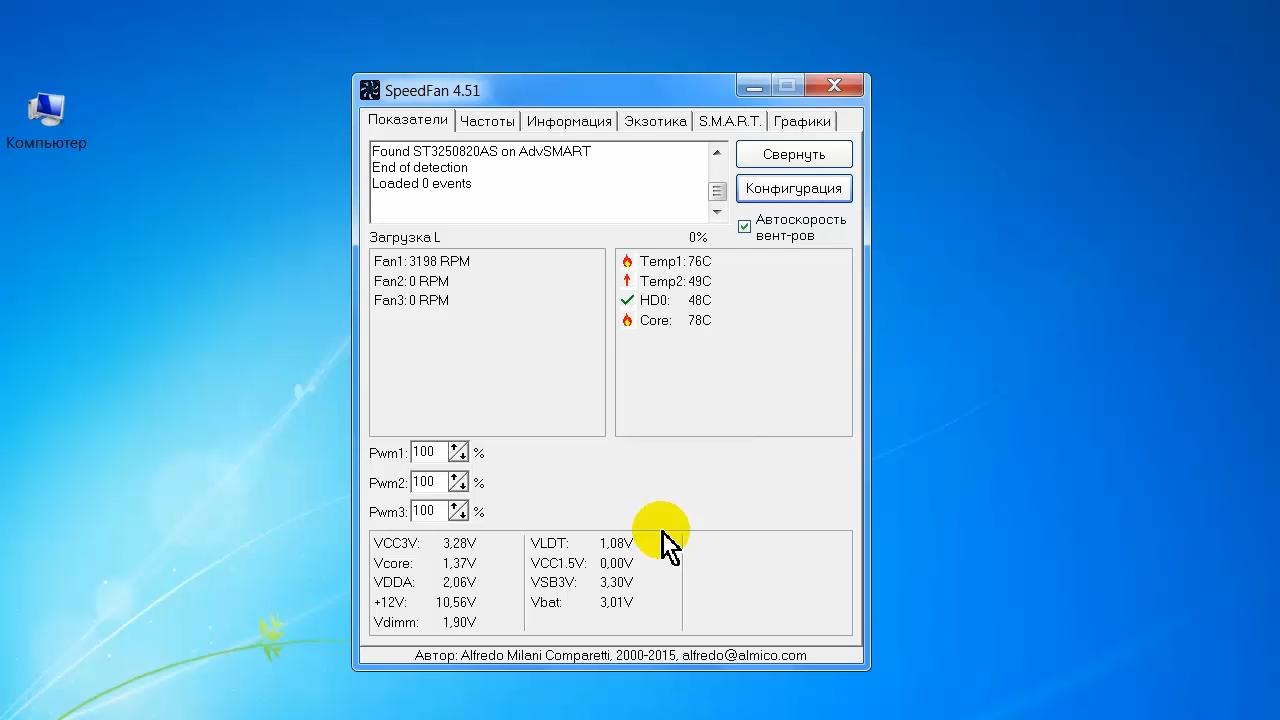 Компьютер
SpeedFan 4.51
Показатели Частоты Информация Экзотика S.M.A.R.T. Графики
Found ST3250820AS on AdvSMART
End of detection
Loaded 0 events
Свернуть
Конфигурация
Автоскорость
вент-ров
Загрузка L 0%
Fan1: 3198 RPM
Fan2: 0 RPM
Fan3: 0 RPM
Temp1: 76C
Temp2: 49C
HD0: 48C
Core: 78C
Pwm1: 100 %
Pwm2: 100 %
Pwm3: 100 %
VCC3V: 3,28V
Vcore: 1,37V
VDDA: 2,06V
+12V: 10,56V
Vdimm: 1,90V
VLDT: 1,08V
VCC1.5V: 0,00V
VSB3V: 3,30V
Vbat: 3,01V
Автор: Alfredo Milani Comparetti, 2000-2015, alfredo@almico.com